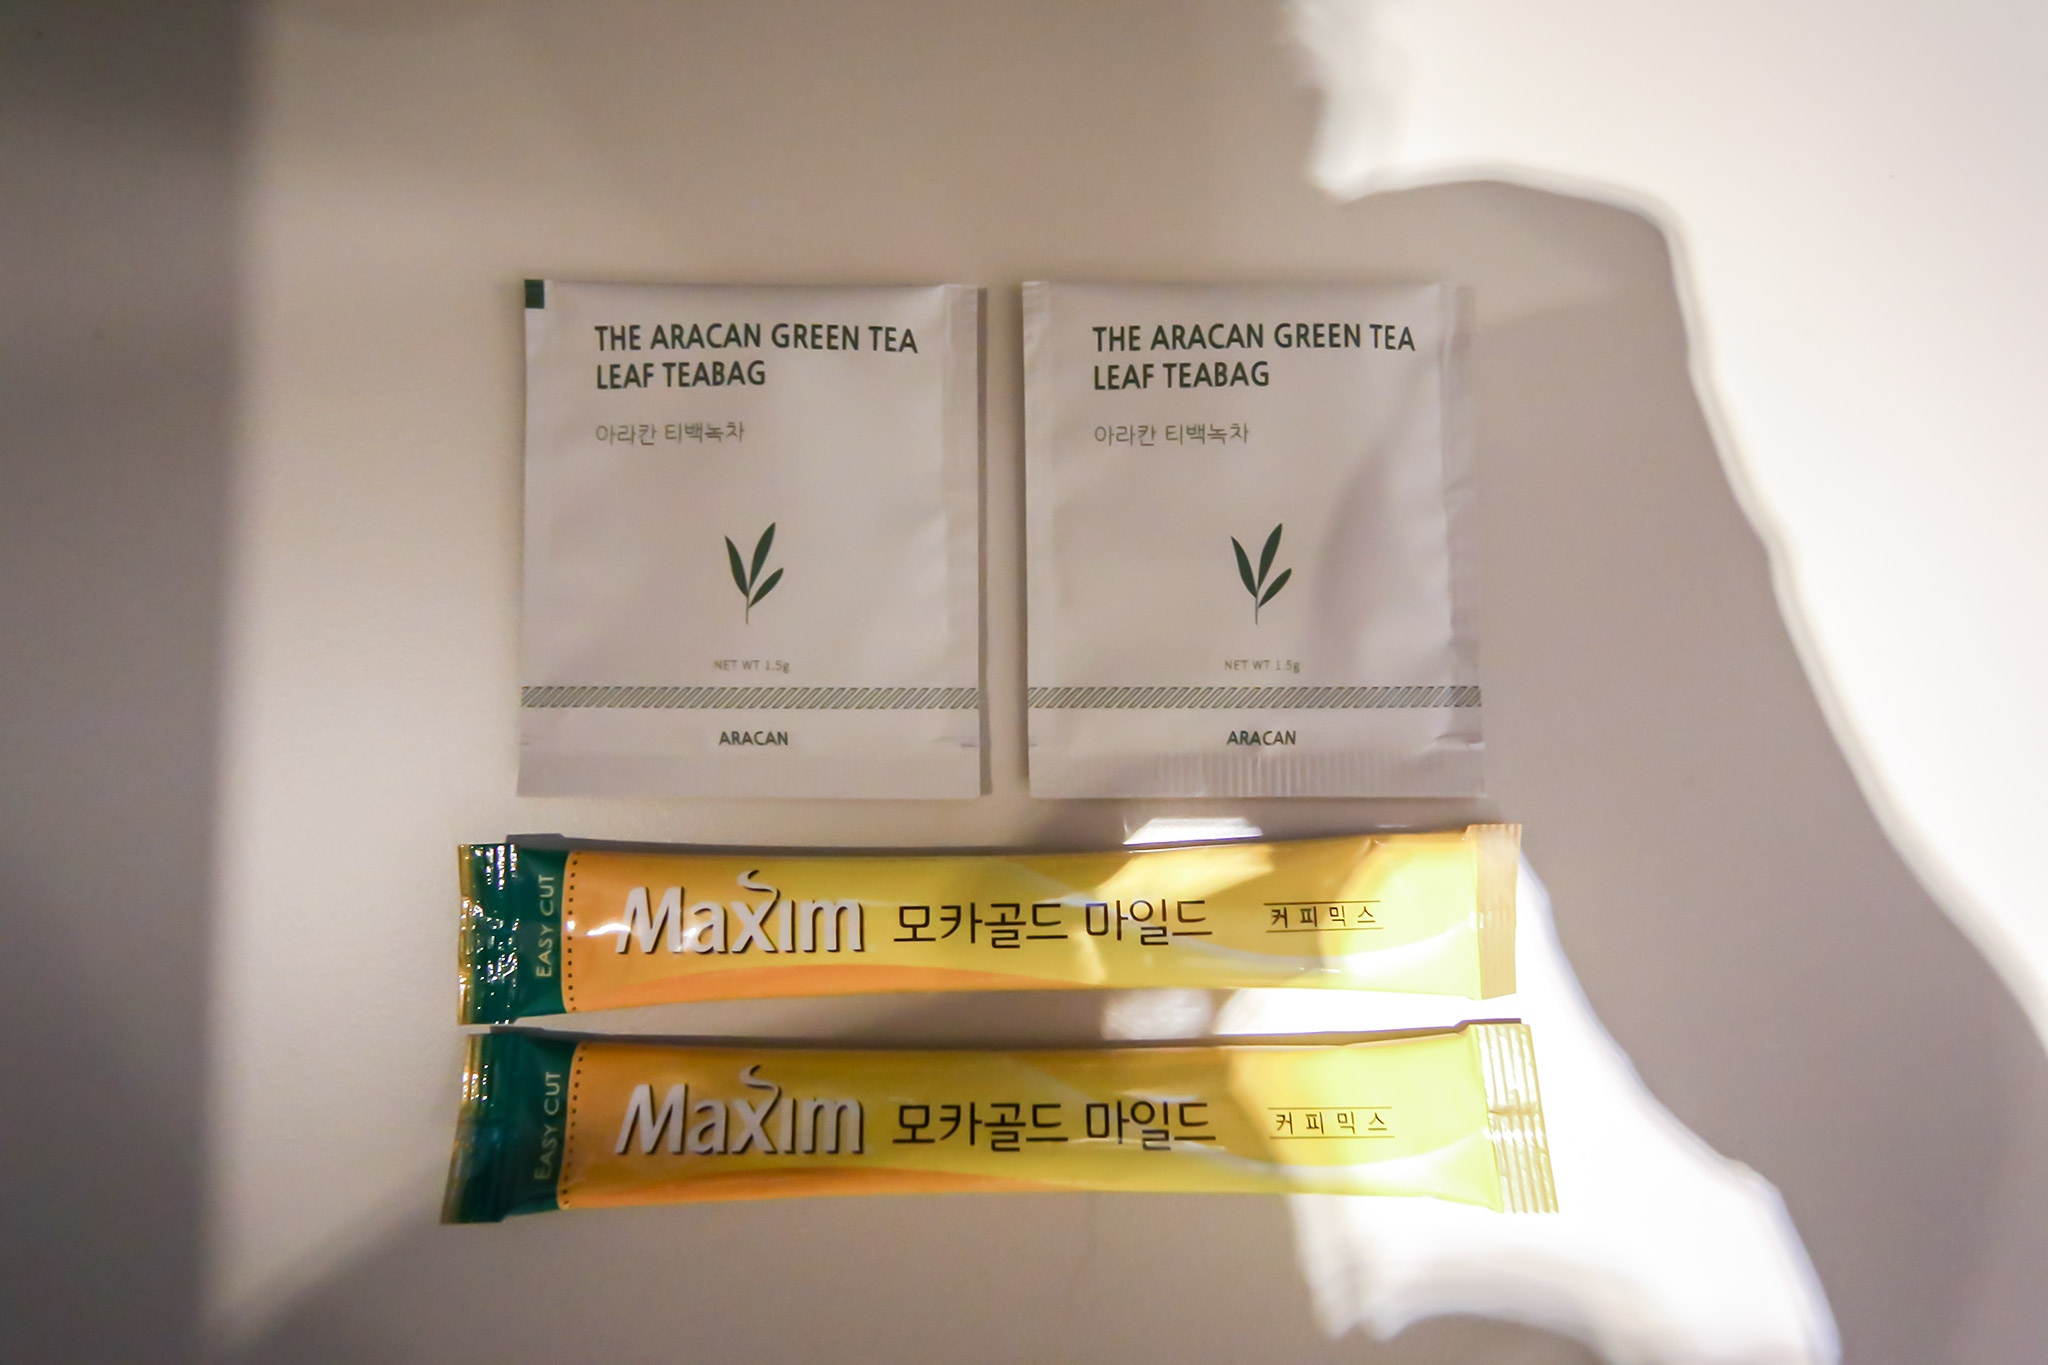 THE ARACAN GREEN TEA
LEAF TEABAG
아라칸 티백녹차
NET WT 1.5g
ARACAN
THE ARACAN GREEN TEA
LEAF TEABAG
아라칸 티백녹차
NET WT 1.5g
ARACAN
EASY CUT
Maxim 모카골드 마일드 커피믹스
EASY CUT
Maxim 모카골드 마일드 커피믹스